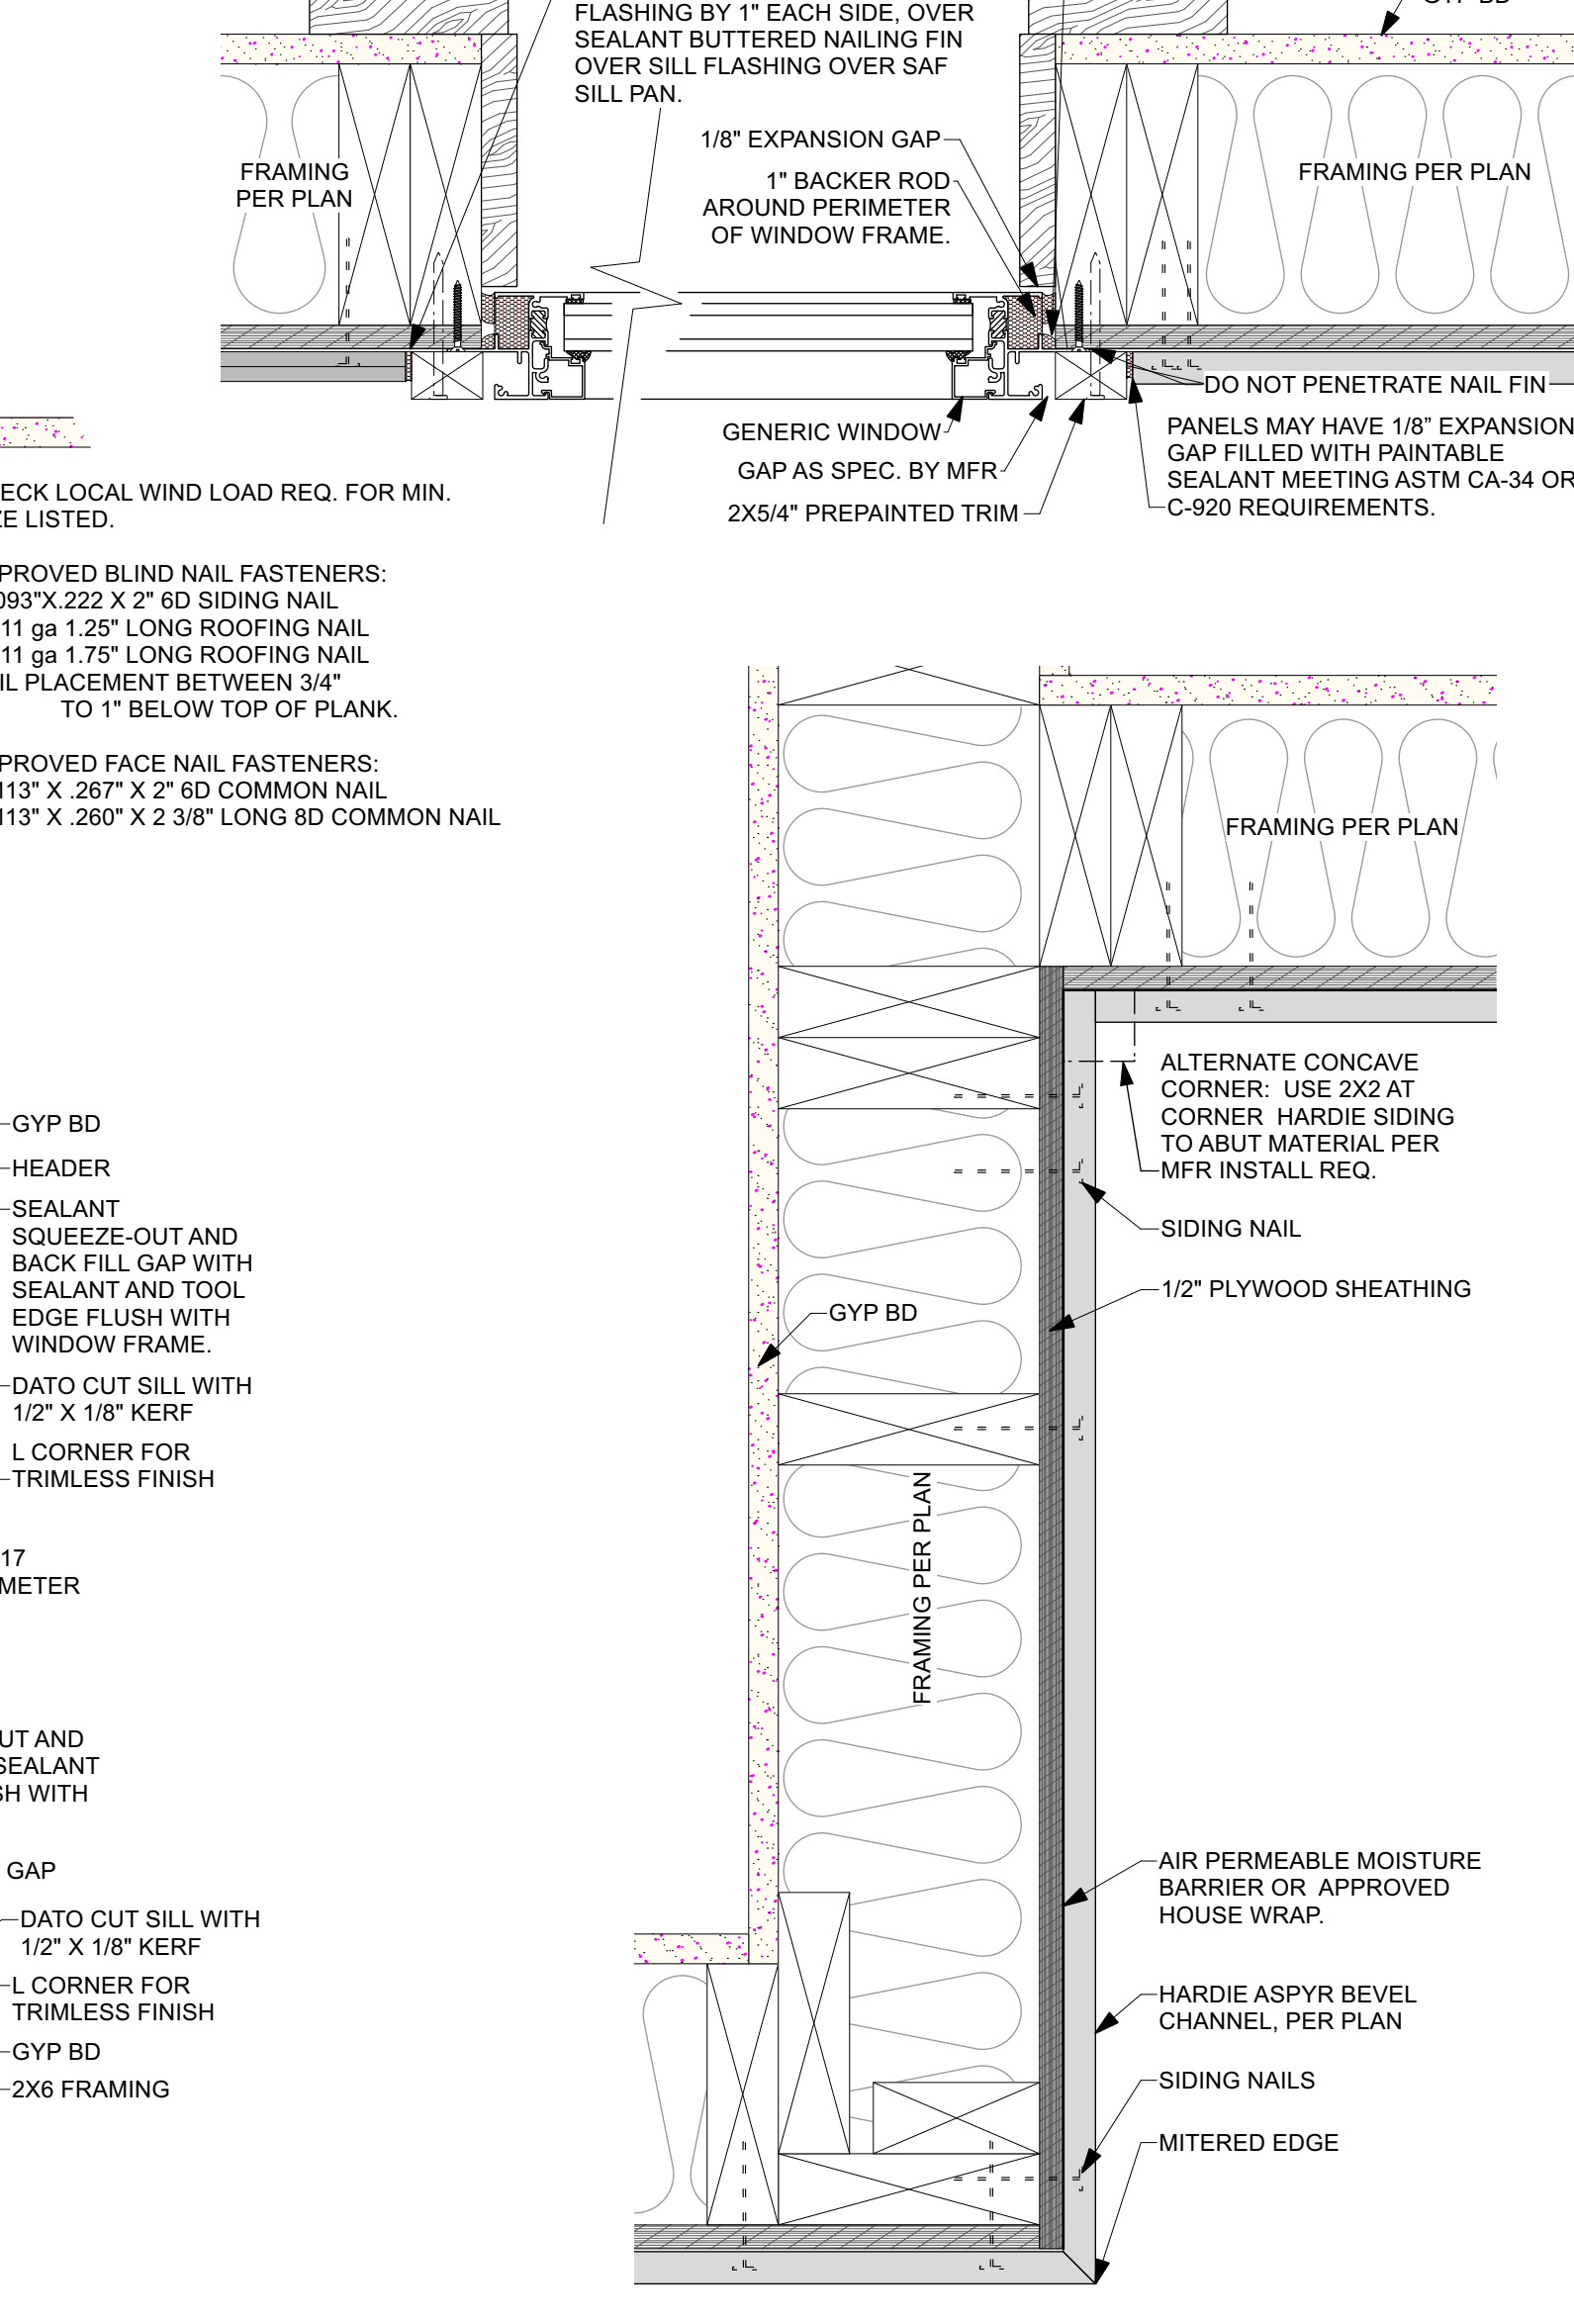 FLASHING BY 1" EACH SIDE, OVER
SEALANT BUTTERED NAILING FIN
OVER SILL FLASHING OVER SAF
SILL PAN.
1/8" EXPANSION GAP
1" BACKER ROD
AROUND PERIMETER
OF WINDOW FRAME.
FRAMING
PER PLAN
FRAMING PER PLAN
DO NOT PENETRATE NAIL FIN
GENERIC WINDOW
GAP AS SPEC. BY MFR
2X5/4" PREPAINTED TRIM
PANELS MAY HAVE 1/8” EXPANSION
GAP FILLED WITH PAINTABLE
SEALANT MEETING ASTM CA-34 OR
C-920 REQUIREMENTS.
ECK LOCAL WIND LOAD REQ. FOR MIN.
ZE LISTED.
PROVED BLIND NAIL FASTENERS:
093"X.222 X 2" 6D SIDING NAIL
11 ga 1.25" LONG ROOFING NAIL
11 ga 1.75" LONG ROOFING NAIL
IL PLACEMENT BETWEEN 3/4"
TO 1" BELOW TOP OF PLANK.
PROVED FACE NAIL FASTENERS:
113" X .267" X 2" 6D COMMON NAIL
113" X .260" X 2 3/8" LONG 8D COMMON NAIL
FRAMING PER PLAN
ALTERNATE CONCAVE
CORNER: USE 2X2 AT
CORNER HARDIE SIDING
TO ABUT MATERIAL PER
MFR INSTALL REQ.
SIDING NAIL
1/2" PLYWOOD SHEATHING
GYP BD
FRAMING PER PLAN
AIR PERMEABLE MOISTURE
BARRIER OR APPROVED
HOUSE WRAP.
HARDIE ASPYR BEVEL
CHANNEL, PER PLAN
SIDING NAILS
MITERED EDGE
GYP BD
HEADER
SEALANT
SQUEEZE-OUT AND
BACK FILL GAP WITH
SEALANT AND TOOL
EDGE FLUSH WITH
WINDOW FRAME.
DATO CUT SILL WITH
1/2" X 1/8" KERF
L CORNER FOR
TRIMLESS FINISH
17
METER
UT AND
SEALANT
SH WITH
GAP
DATO CUT SILL WITH
1/2" X 1/8" KERF
L CORNER FOR
TRIMLESS FINISH
GYP BD
2X6 FRAMING